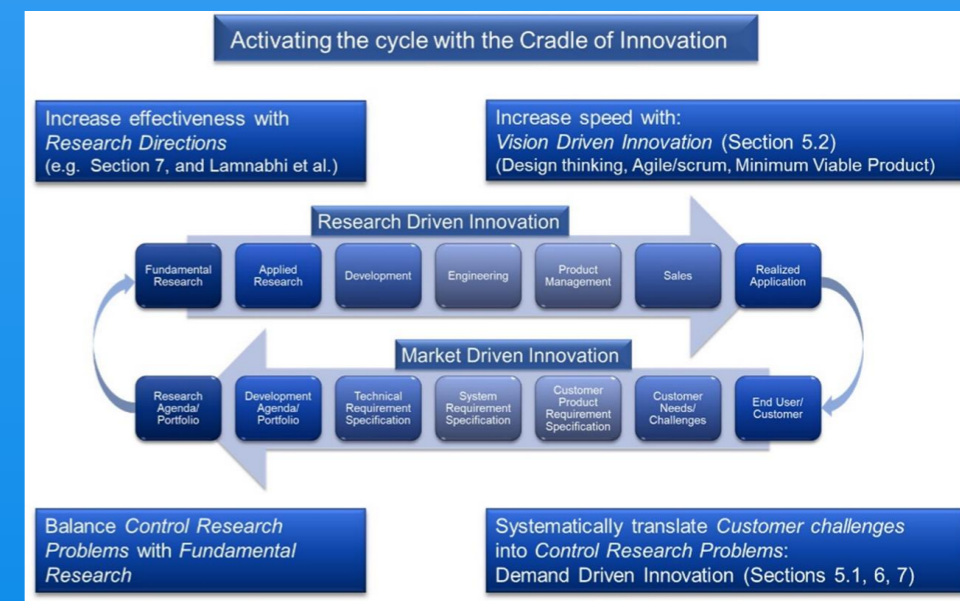 Activating the cycle with the Cradle of Innovation
Increase effectiveness with
Research Directions
(e.g. Section 7, and Lamnabhi et al.)
Increase speed with:
Vision Driven Innovation (Section 5.2)
(Design thinking, Agile/scrum, Minimum Viable Product)
Research Driven Innovation
Fundamental
Research
Applied
Research
Development
Engineering
Product
Management
Sales
Realized
Application
Market Driven Innovation
Research
Agenda/
Portfolio
Development
Agenda/
Portfolio
Technical
Requirement
Specification
System
Requirement
Specification
Customer
Product
Requirement
Specification
Customer
Needs/
Challenges
End User/
Customer
Balance Control Research
Problems with Fundamental
Research
Systematically translate Customer challenges
into Control Research Problems:
Demand Driven Innovation (Sections 5.1, 6, 7)